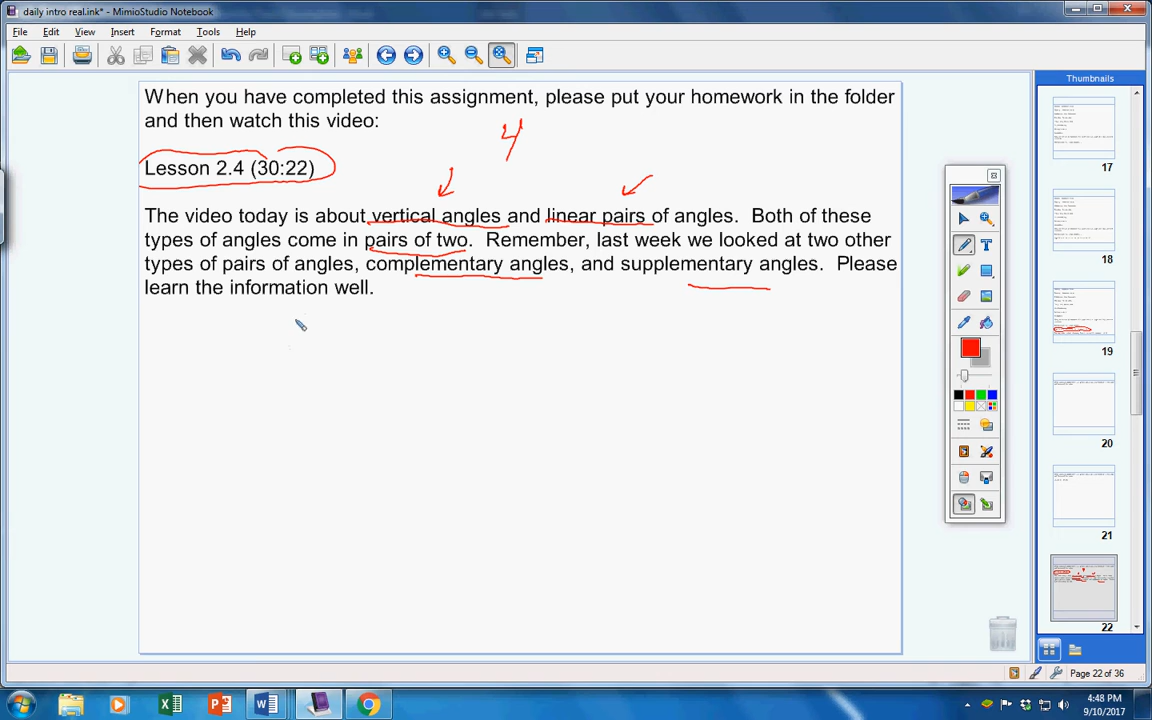 daily intro real.ink* - MimioStudio Notebook
File Edit View Insert Format Tools Help
When you have completed this assignment, please put your homework in the folder
and then watch this video:
4
Lesson 2.4 (30:22)
The video today is about vertical angles and linear pairs of angles. Both of these
types of angles come in pairs of two. Remember, last week we looked at two other
types of pairs of angles, complementary angles, and supplementary angles. Please
learn the information well.
Thumbnails
17
18
19
20
21
22
Page 22 of 36
4:48 PM
9/10/2017